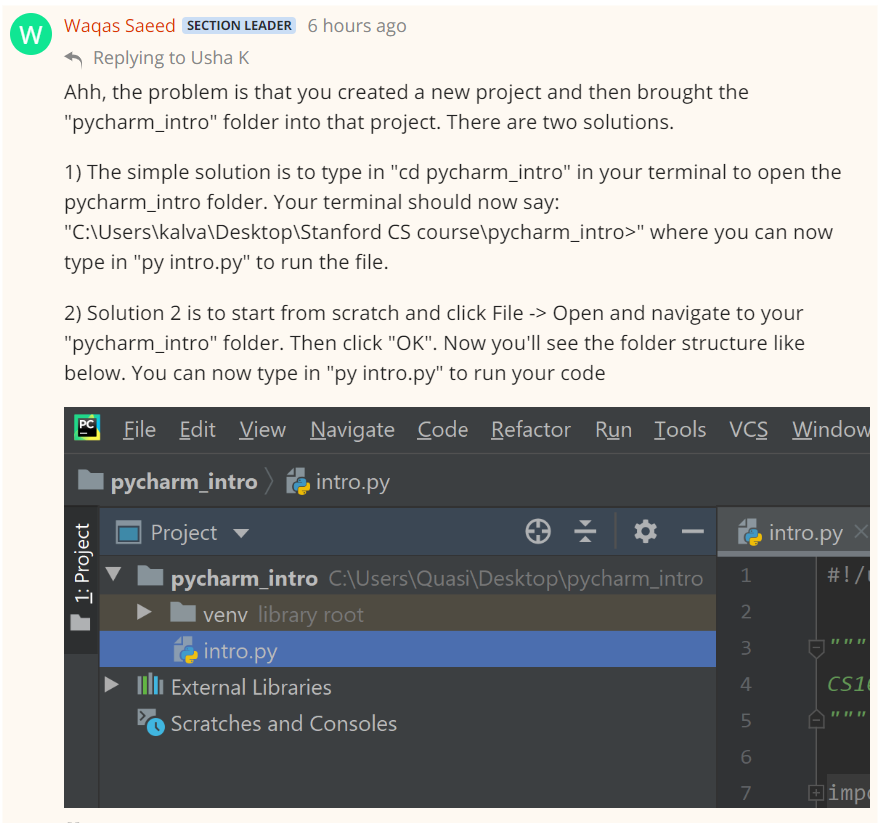 W
Waqas Saeed SECTION LEADER 6 hours ago
Replying to Usha K
Ahh, the problem is that you created a new project and then brought the
"pycharm_intro" folder into that project. There are two solutions.
1) The simple solution is to type in "cd pycharm_intro" in your terminal to open the
pycharm_intro folder. Your terminal should now say:
"C:\Users\kalva\Desktop\Stanford CS course\pycharm_intro>" where you can now
type in "py intro.py" to run the file.
2) Solution 2 is to start from scratch and click File -> Open and navigate to your
"pycharm_intro" folder. Then click "OK". Now you'll see the folder structure like
below. You can now type in "py intro.py" to run your code
PC File Edit View Navigate Code Refactor Run Tools VCS Window
pycharm_intro intro.py
1: Project
Project
intro.py
pycharm_intro C:\Users\Quasi\Desktop\pycharm_intro
venv library root
intro.py
External Libraries
Scratches and Consoles
1 #!/
2
3 """
4 CS1
5 """
6
7 impo